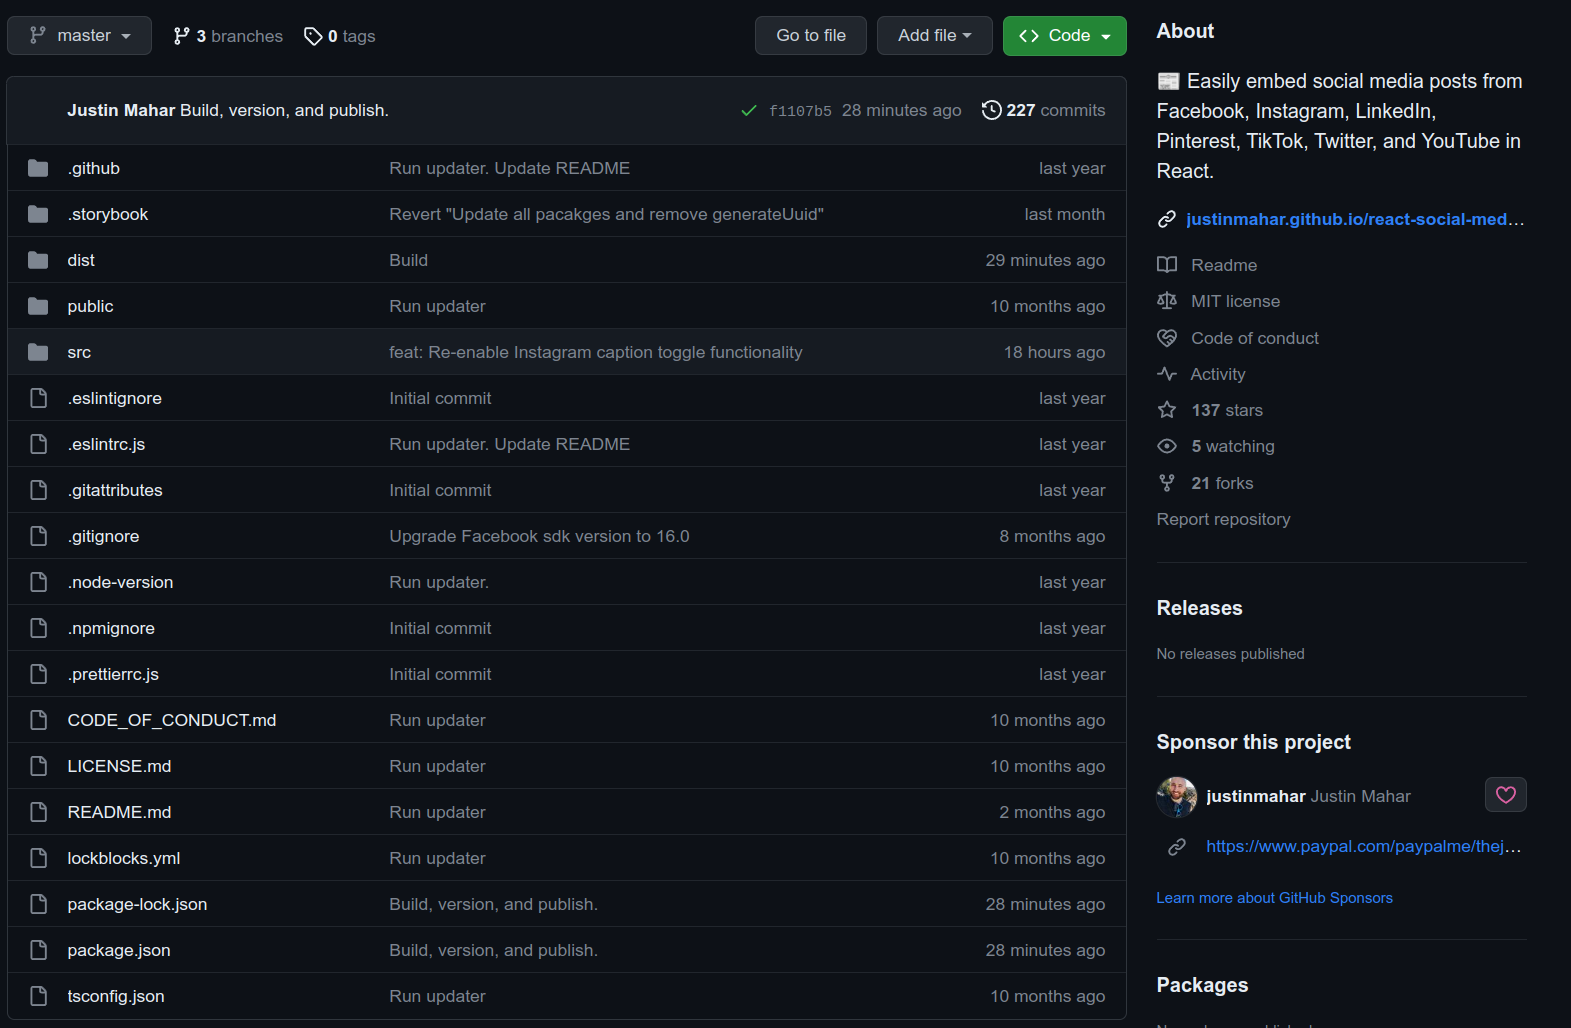 master 3 branches 0 tags Go to file Add file Code
Justin Mahar Build, version, and publish. f1107b5 28 minutes ago 227 commits
.github Run updater. Update README last year
.storybook Revert "Update all pacakges and remove generateUuid" last month
dist Build 29 minutes ago
public Run updater 10 months ago
src feat: Re-enable Instagram caption toggle functionality 18 hours ago
.eslintignore Initial commit last year
.eslintrc.js Run updater. Update README last year
.gitattributes Initial commit last year
.gitignore Upgrade Facebook sdk version to 16.0 8 months ago
.node-version Run updater. last year
.npmignore Initial commit last year
.prettierrc.js Initial commit last year
CODE_OF_CONDUCT.md Run updater 10 months ago
LICENSE.md Run updater 10 months ago
README.md Run updater 2 months ago
lockblocks.yml Run updater 10 months ago
package-lock.json Build, version, and publish. 28 minutes ago
package.json Build, version, and publish. 28 minutes ago
tsconfig.json Run updater 10 months ago
About
Easily embed social media posts from
Facebook, Instagram, LinkedIn,
Pinterest, TikTok, Twitter, and YouTube in
React.
justinmahar.github.io/react-social-med...
Readme
MIT license
Code of conduct
Activity
137 stars
5 watching
21 forks
Report repository
Releases
No releases published
Sponsor this project
justinmahar Justin Mahar
https://www.paypal.com/paypalme/thej...
Learn more about GitHub Sponsors
Packages